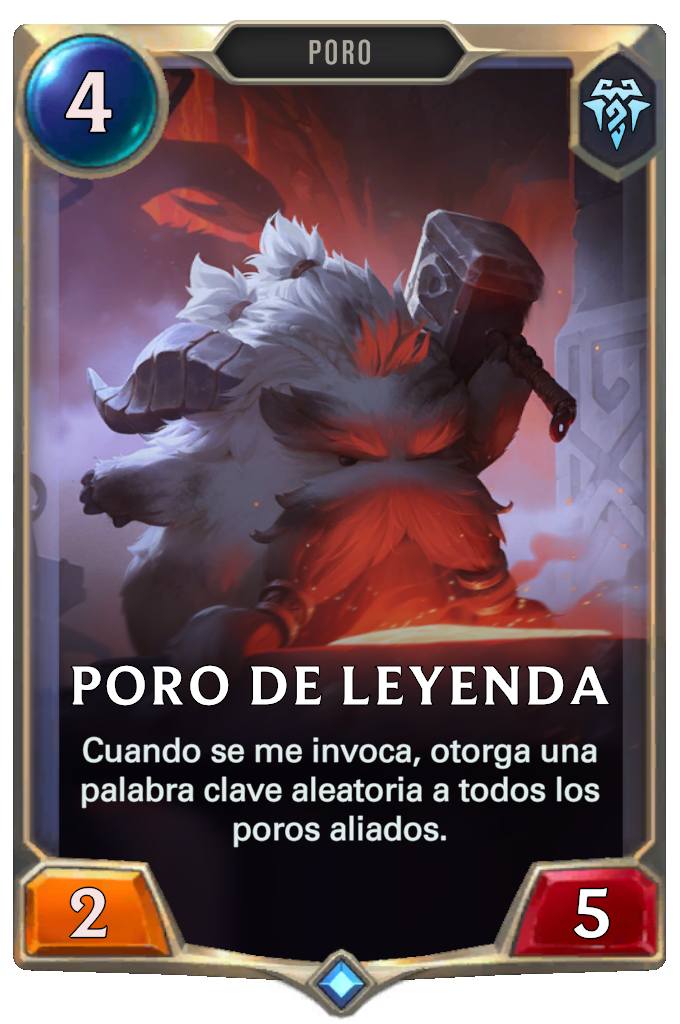 PORO
4
PORO DE LEYENDA
Cuando se me invoca, otorga una
palabra clave aleatoria a todos los
poros aliados.
2
5